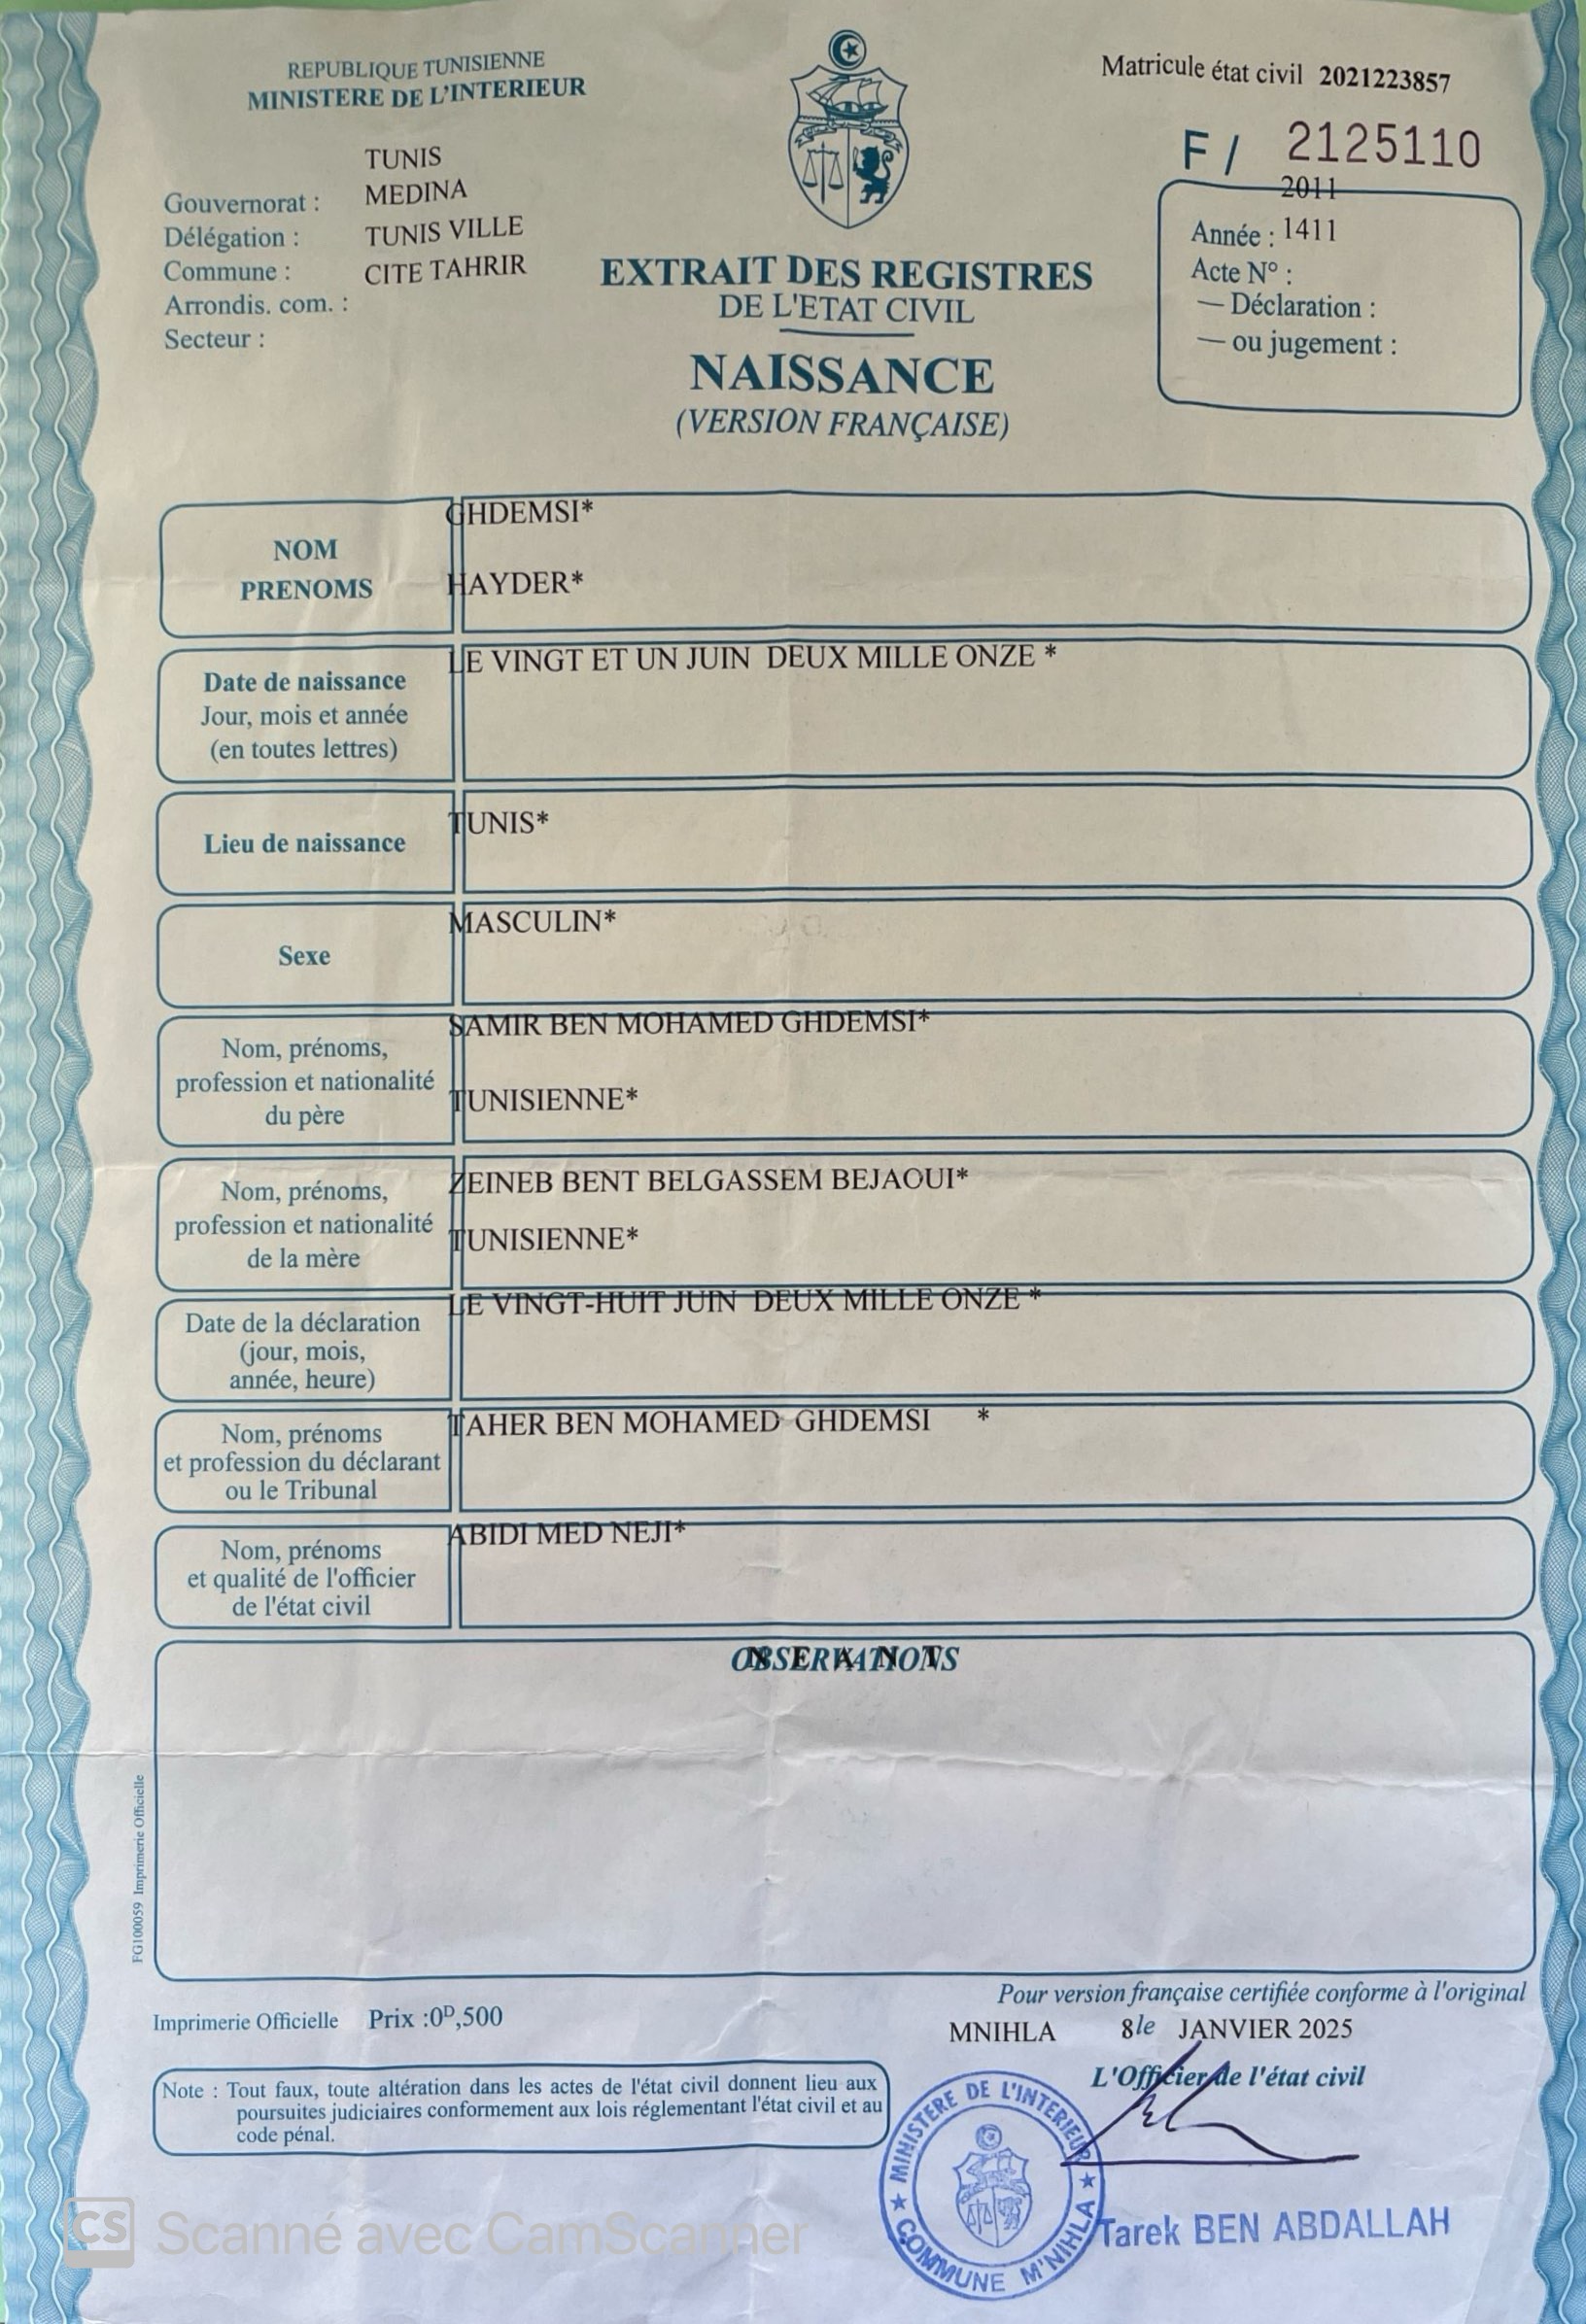 REPUBLIQUE TUNISIENNE
MINISTERE DE L'INTERIEUR
TUNIS
Gouvernorat : MEDINA
Délégation : TUNIS VILLE
Commune : CITE TAHRIR
Arrondis. com. :
Secteur :
EXTRAIT DES REGISTRES
DE L'ETAT CIVIL
NAISSANCE
(VERSION FRANÇAISE)
Matricule état civil 2021223857
F/ 2125110
2011
Année : 1411
Acte N° :
— Déclaration :
— ou jugement :
NOM
PRENOMS
GHDEMSI*
HAYDER*
Date de naissance
Jour, mois et année
(en toutes lettres)
LE VINGT ET UN JUIN DEUX MILLE ONZE *
Lieu de naissance
TUNIS*
Sexe
MASCULIN*
Nom, prénoms,
profession et nationalité
du père
SAMIR BEN MOHAMED GHDEMSI*
TUNISIENNE*
Nom, prénoms,
profession et nationalité
de la mère
ZEINEB BENT BELGASSEM BEJAOUI*
TUNISIENNE*
Date de la déclaration
(jour, mois,
année, heure)
LE VINGT-HUIT JUIN DEUX MILLE ONZE *
Nom, prénoms
et profession du déclarant
ou le Tribunal
TAHER BEN MOHAMED GHDEMSI *
Nom, prénoms
et qualité de l'officier
de l'état civil
ABIDI MED NEJI*
OBSERVATIONS
N E A N T
FG100059 Imprimerie Officielle
Imprimerie Officielle Prix :0ᴰ,500
Pour version française certifiée conforme à l'original
MNIHLA 8le JANVIER 2025
L'Officier de l'état civil
Note : Tout faux, toute altération dans les actes de l'état civil donnent lieu aux
poursuites judiciaires conformement aux lois réglementant l'état civil et au
code pénal.
★ MINISTERE DE L'INTERIEUR ★
COMMUNE M'NIHLA
Tarek BEN ABDALLAH
CS Scanné avec CamScanner